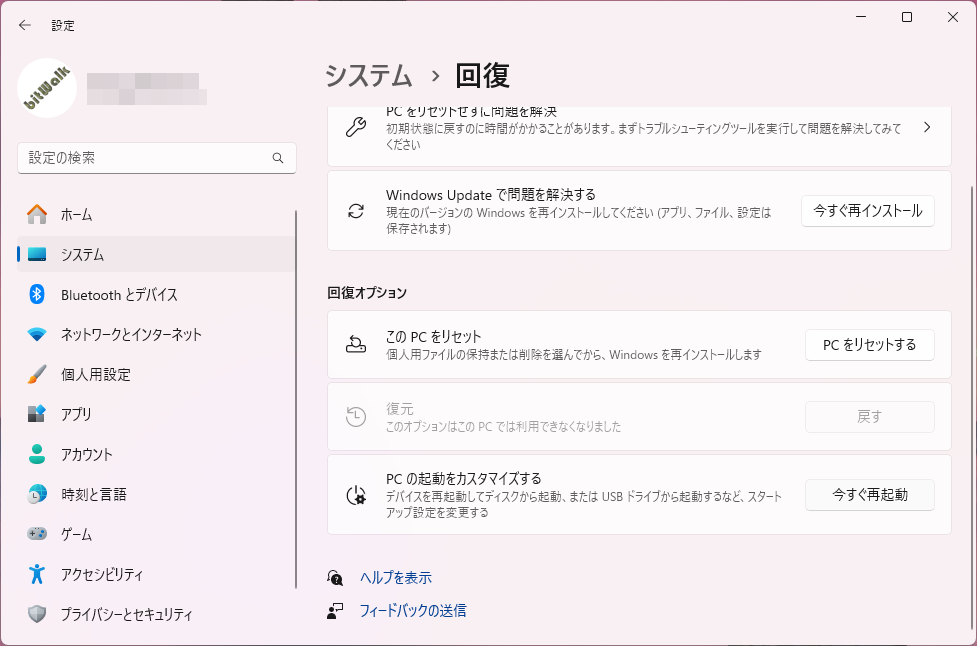 設定
bitWalk
システム › 回復
設定の検索
ホーム
システム
Bluetooth とデバイス
ネットワークとインターネット
個人用設定
アプリ
アカウント
時刻と言語
ゲーム
アクセシビリティ
プライバシーとセキュリティ
PC をリセットせずに問題を解決
初期状態に戻すのに時間がかかることがあります。まずトラブルシューティングツールを実行して問題を解決してみて
ください
Windows Update で問題を解決する
現在のバージョンの Windows を再インストールしてください (アプリ、ファイル、設定は
保存されます)
今すぐ再インストール
回復オプション
この PC をリセット
個人用ファイルの保持または削除を選んでから、Windows を再インストールします
PC をリセットする
復元
このオプションはこの PC では利用できなくなりました
戻す
PC の起動をカスタマイズする
デバイスを再起動してディスクから起動、または USB ドライブから起動するなど、スタート
アップ設定を変更する
今すぐ再起動
ヘルプを表示
フィードバックの送信